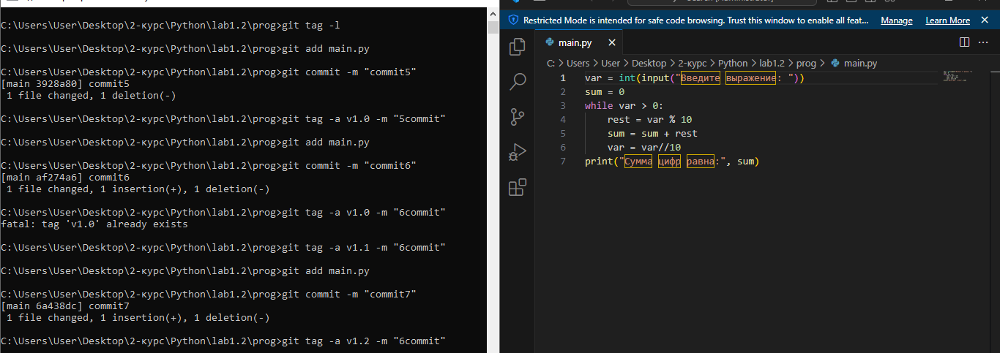 C:\Users\User\Desktop\2-курс\Python\lab1.2\prog>git tag -l
C:\Users\User\Desktop\2-курс\Python\lab1.2\prog>git add main.py
C:\Users\User\Desktop\2-курс\Python\lab1.2\prog>git commit -m "commit5"
[main 3928a80] commit5
1 file changed, 1 deletion(-)
C:\Users\User\Desktop\2-курс\Python\lab1.2\prog>git tag -a v1.0 -m "5commit"
C:\Users\User\Desktop\2-курс\Python\lab1.2\prog>git add main.py
C:\Users\User\Desktop\2-курс\Python\lab1.2\prog>git commit -m "commit6"
[main af274a6] commit6
1 file changed, 1 insertion(+), 1 deletion(-)
C:\Users\User\Desktop\2-курс\Python\lab1.2\prog>git tag -a v1.0 -m "6commit"
fatal: tag 'v1.0' already exists
C:\Users\User\Desktop\2-курс\Python\lab1.2\prog>git tag -a v1.1 -m "6commit"
C:\Users\User\Desktop\2-курс\Python\lab1.2\prog>git add main.py
C:\Users\User\Desktop\2-курс\Python\lab1.2\prog>git commit -m "commit7"
[main 6a438dc] commit7
1 file changed, 1 insertion(+), 1 deletion(-)
C:\Users\User\Desktop\2-курс\Python\lab1.2\prog>git tag -a v1.2 -m "6commit"
Restricted Mode is intended for safe code browsing. Trust this window to enable all feat... Manage Learn More
main.py
C: > Users > User > Desktop > 2-курс > Python > lab1.2 > prog > main.py
1 var = int(input("Введите выражение: "))
2 sum = 0
3 while var > 0:
4 rest = var % 10
5 sum = sum + rest
6 var = var//10
7 print("Сумма цифр равна:", sum)